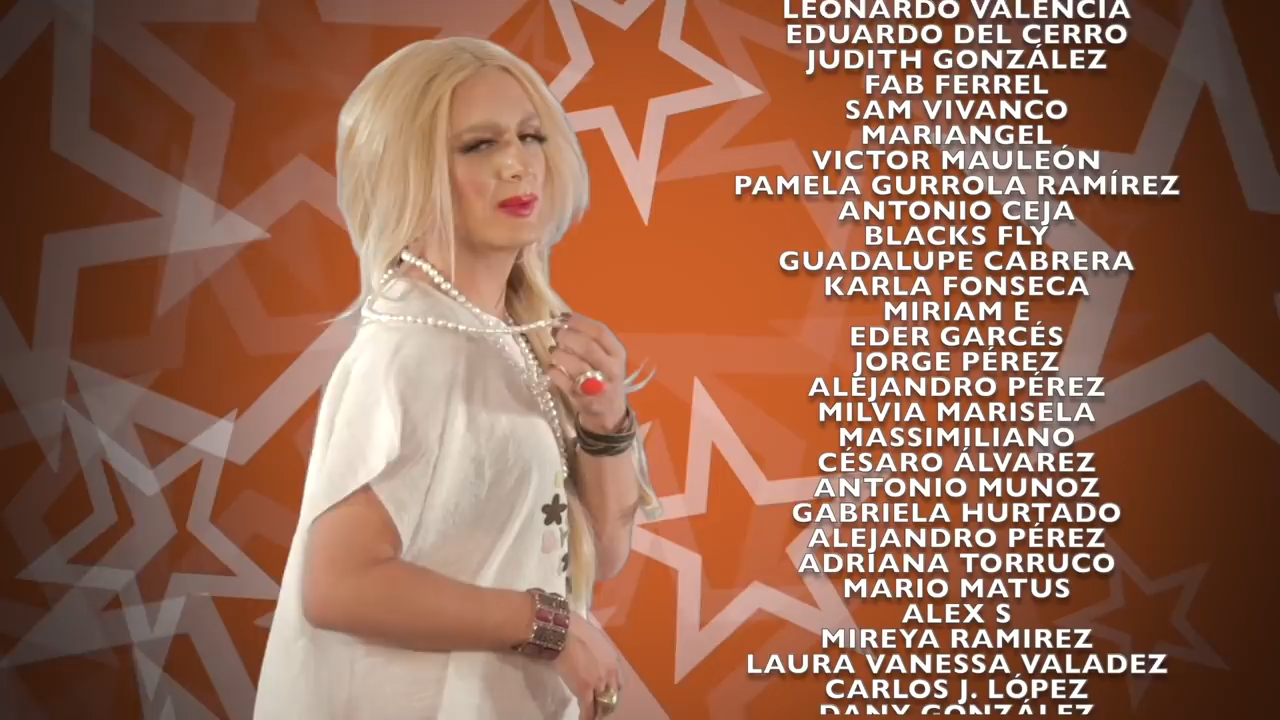 LEONARDO VALENCIA
EDUARDO DEL CERRO
JUDITH GONZÁLEZ
FAB FERREL
SAM VIVANCO
MARIANGEL
VICTOR MAULEÓN
PAMELA GURROLA RAMÍREZ
ANTONIO CEJA
BLACKS FLY
GUADALUPE CABRERA
KARLA FONSECA
MIRIAM E
EDER GARCÉS
JORGE PÉREZ
ALEJANDRO PÉREZ
MILVIA MARISELA
MASSIMILIANO
CÉSARO ÁLVAREZ
ANTONIO MUNOZ
GABRIELA HURTADO
ALEJANDRO PÉREZ
ADRIANA TORRUCO
MARIO MATUS
ALEX S
MIREYA RAMIREZ
LAURA VANESSA VALADEZ
CARLOS J. LÓPEZ
DANY GONZÁLEZ